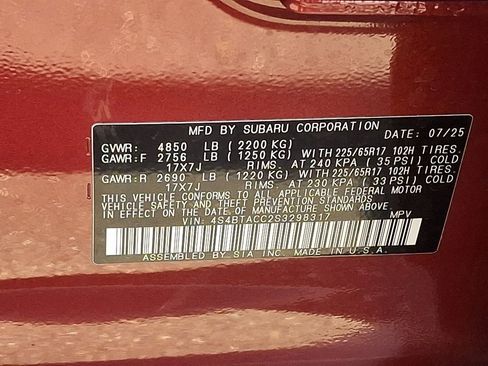 MFD BY SUBARU CORPORATION DATE: 07/25
GVWR: 4850 LB (2200 KG)
GAWR:F 2756 LB (1250 KG) WITH 225/65R17 102H TIRES.
17X7J RIMS. AT 240 KPA ( 35 PSI) COLD
GAWR:R 2690 LB (1220 KG) WITH 225/65R17 102H TIRES.
17X7J RIMS. AT 230 KPA ( 33 PSI) COLD
THIS VEHICLE CONFORMS TO ALL APPLICABLE FEDERAL MOTOR
VEHICLE SAFETY, BUMPER, AND THEFT PREVENTION STANDARDS
IN EFFECT ON THE DATE OF MANUFACTURE SHOWN ABOVE.
VIN: 4S4BTACC2S3298317 MPV
ASSEMBLED BY SIA INC. MADE IN U.S.A.